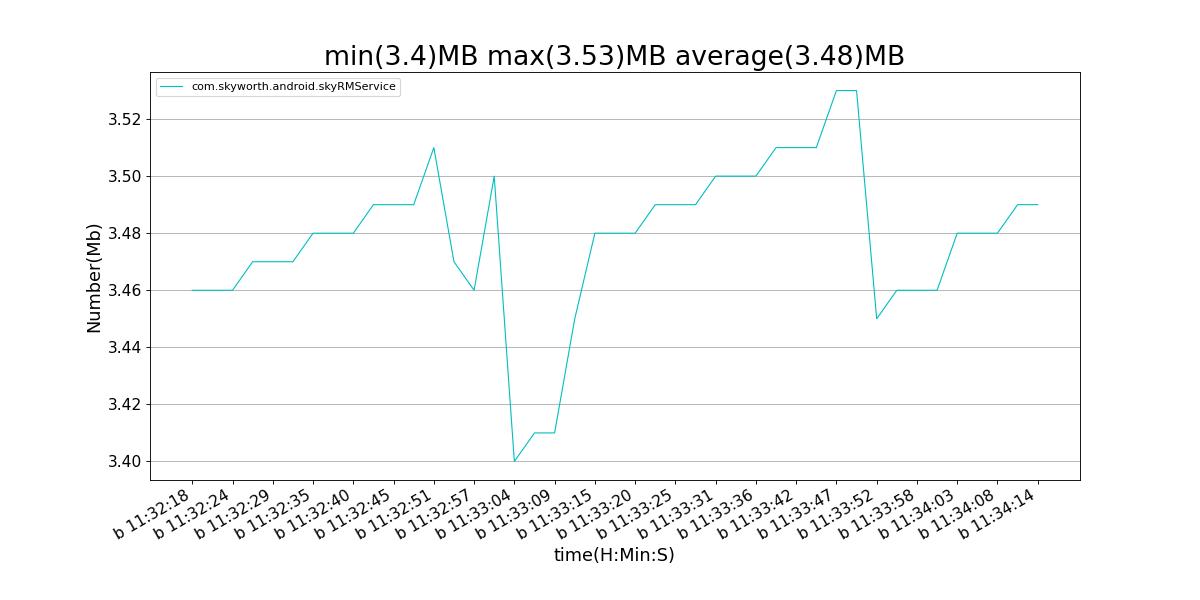 min(3.4)MB max(3.53)MB average(3.48)MB
com.skyworth.android.skyRMService
3.52
3.50
3.48
3.46
3.44
3.42
3.40
Number(Mb)
b 11:32:18
b 11:32:24
b 11:32:29
b 11:32:35
b 11:32:40
b 11:32:45
b 11:32:51
b 11:32:57
b 11:33:04
b 11:33:09
b 11:33:15
b 11:33:20
b 11:33:25
b 11:33:31
b 11:33:36
b 11:33:42
b 11:33:47
b 11:33:52
b 11:33:58
b 11:34:03
b 11:34:08
b 11:34:14
time(H:Min:S)